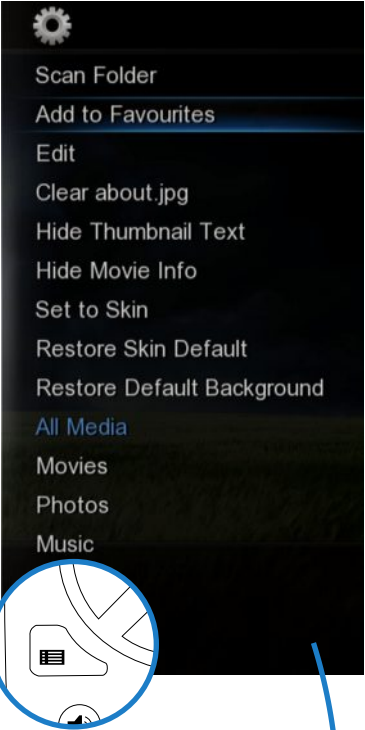 Scan Folder
Add to Favourites
Edit
Clear about.jpg
Hide Thumbnail Text
Hide Movie Info
Set to Skin
Restore Skin Default
Restore Default Background
All Media
Movies
Photos
Music